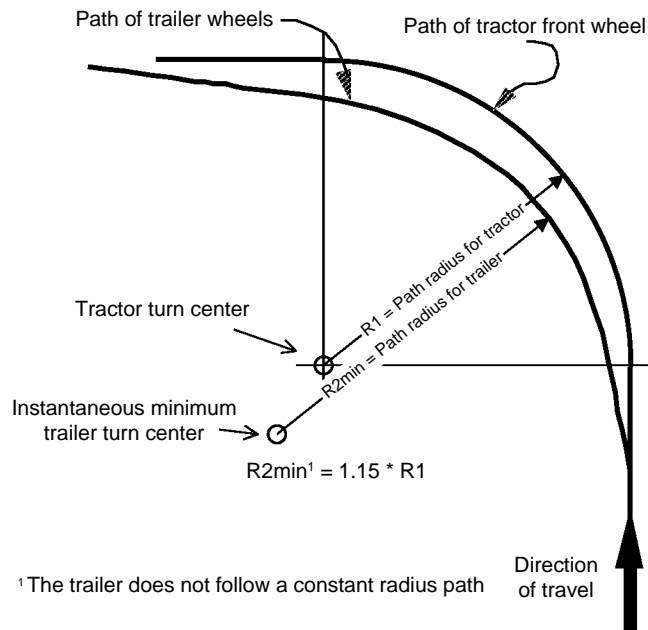 Path of trailer wheels
Path of tractor front wheel
R1 = Path radius for tractor
R2min = Path radius for trailer
Tractor turn center
Instantaneous minimum
trailer turn center
R2min¹ = 1.15 * R1
¹ The trailer does not follow a constant radius path
Direction
of travel